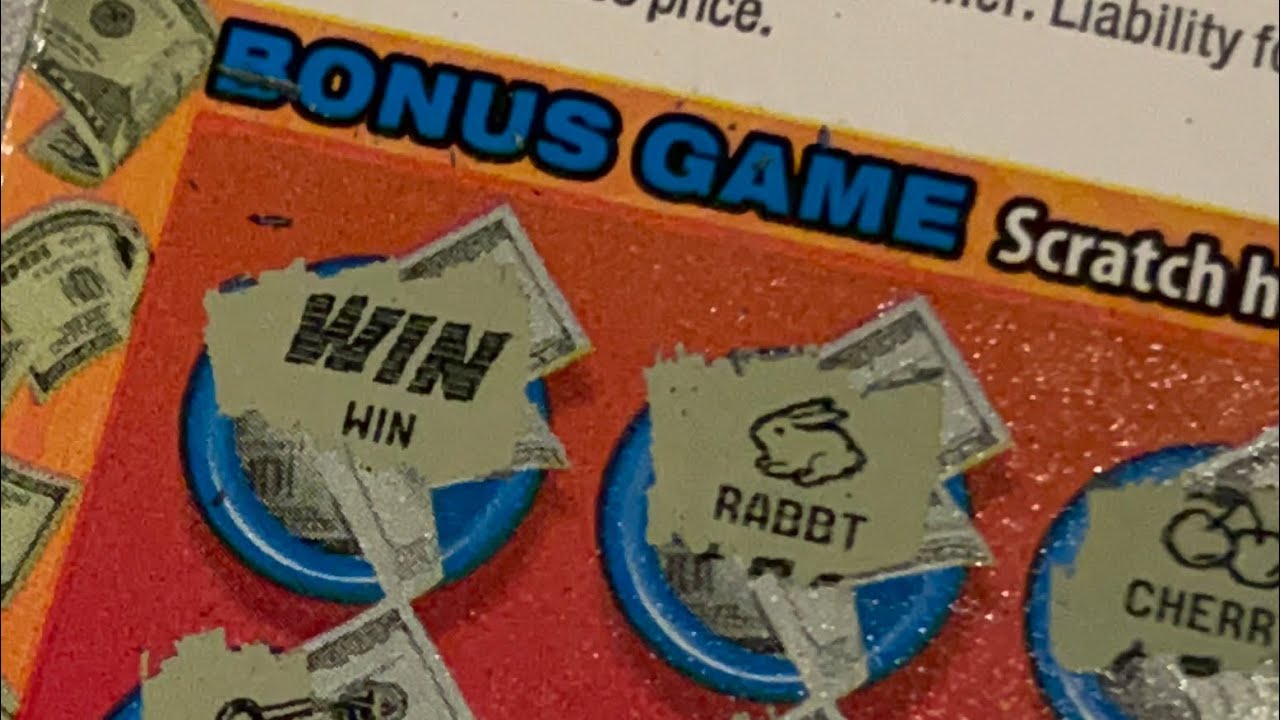 price.
Liability
BONUS GAME Scratch h
WIN
WIN
RABBT
CHERR